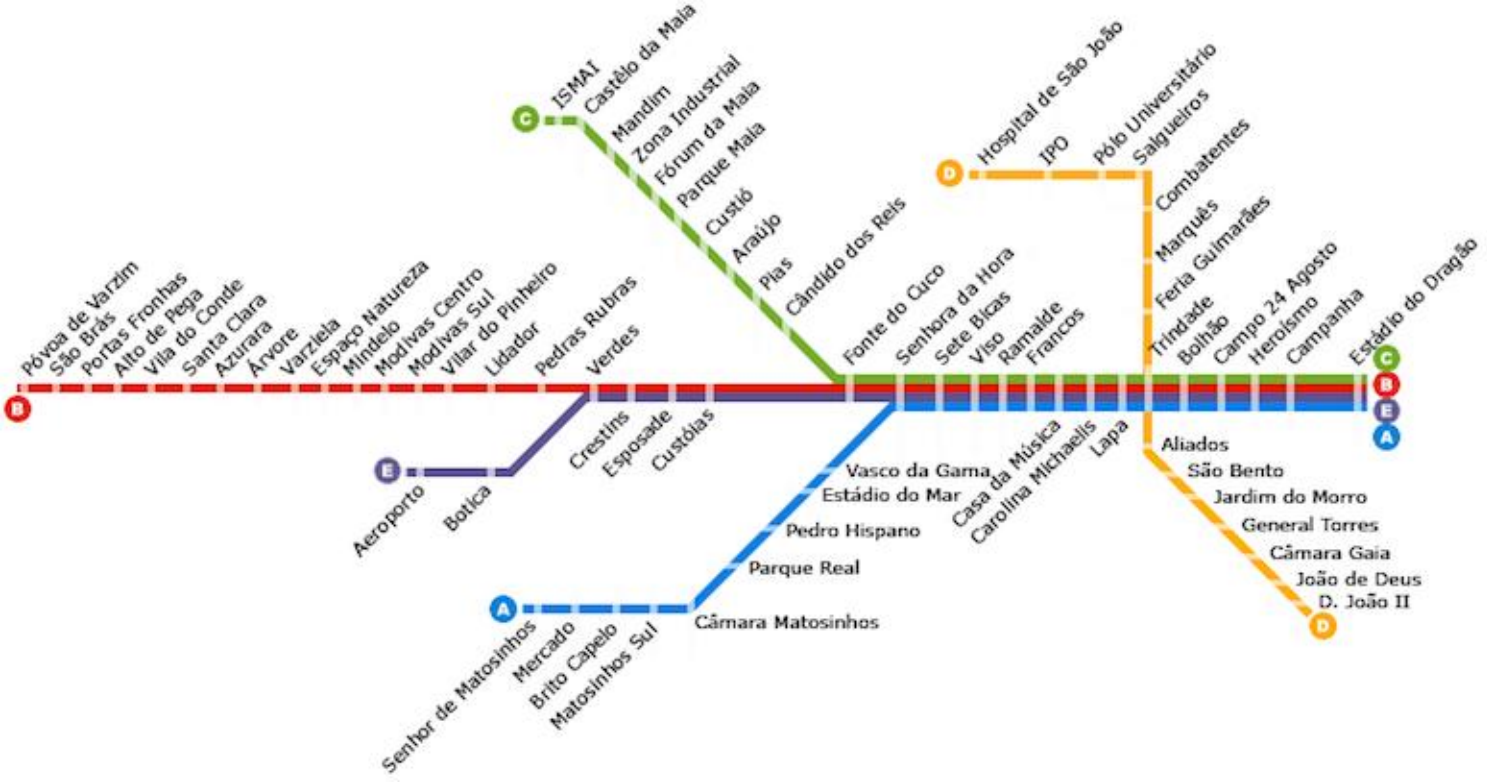 C
ISMAI
Castêlo da Maia
Mandim
Zona Industrial
Fórum da Maia
Parque Maia
Custió
Araújo
Pias
Cândido dos Reis
D
Hospital de São João
IPO
Pólo Universitário
Salgueiros
Combatentes
Marquês
Feria Guimarães
Póvoa de Varzim
São Brás
Portas Fronhas
Alto de Pega
Vila do Conde
Santa Clara
Azurara
Árvore
Varziela
Espaço Natureza
Mindelo
Modivas Centro
Modivas Sul
Vilar do Pinheiro
Lidador
Pedras Rubras
Verdes
Fonte do Cuco
Senhora da Hora
Sete Bicas
Viso
Ramalde
Francos
Trindade
Bolhão
Campo 24 Agosto
Heroísmo
Campanha
Estádio do Dragão
C
B
E
A
B
Crestins
Esposade
Custóias
E
Aeroporto
Botica
Casa da Música
Carolina Michaelis
Lapa
Aliados
São Bento
Jardim do Morro
General Torres
Câmara Gaia
João de Deus
D. João II
D
Vasco da Gama
Estádio do Mar
Pedro Hispano
Parque Real
Câmara Matosinhos
A
Senhor de Matosinhos
Mercado
Brito Capelo
Matosinhos Sul